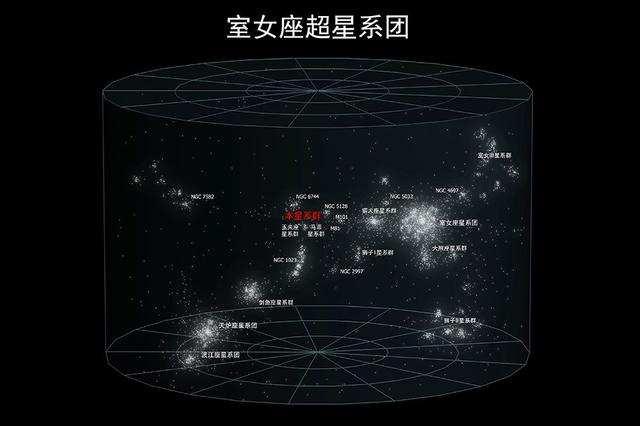 室女座超星系团
室女III星系群
NGC 7582
NGC 6744
NGC 5033
NGC 4697
NGC 5128
本星系群
M101
猎犬座星系群
室女座星系团
玉夫座
星系群
马菲
星系群
M81
大熊座星系群
狮子I星系群
NGC 1023
NGC 2997
剑鱼座星系群
天炉座星系团
狮子II星系群
波江座星系团